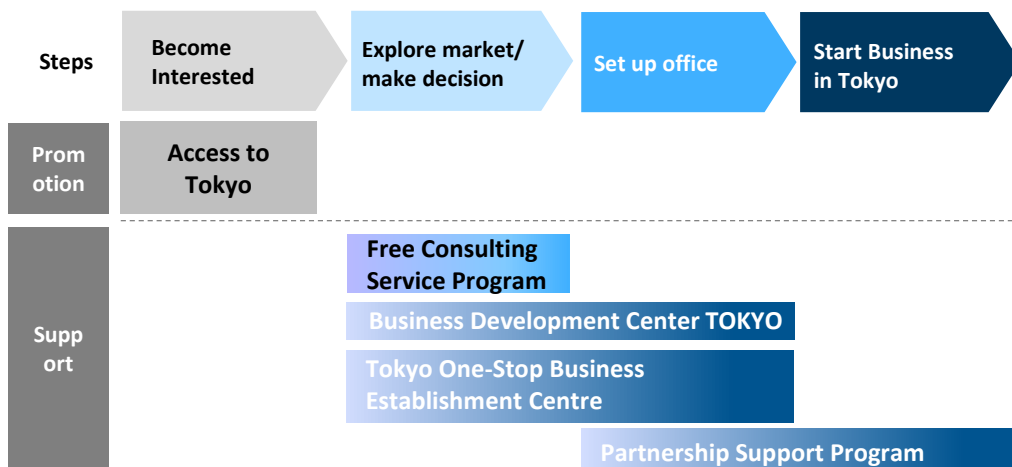 Steps
Become
Interested
Explore market/
make decision
Set up office
Start Business
in Tokyo
Prom
otion
Access to
Tokyo
Supp
ort
Free Consulting
Service Program
Business Development Center TOKYO
Tokyo One-Stop Business
Establishment Centre
Partnership Support Program